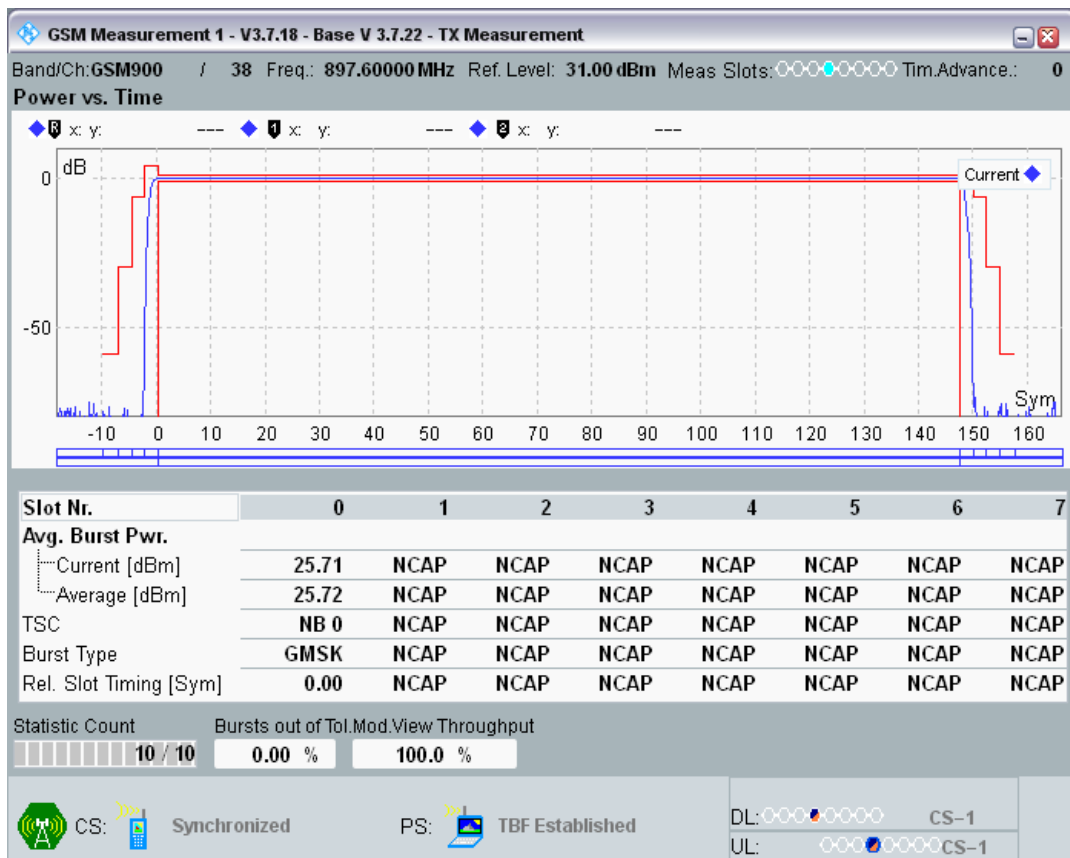 GSM Measurement 1 - V3.7.18 - Base V 3.7.22 - TX Measurement
Band/Ch:GSM900 / 38 Freq.: 897.60000 MHz Ref. Level: 31.00 dBm Meas Slots: Tim.Advance.: 0
Power vs. Time
R x: y: --- 1 x: y: --- 2 x: y: ---
dB
Current
0
-50
Sym
-10 0 10 20 30 40 50 60 70 80 90 100 110 120 130 140 150 160
Slot Nr. 0 1 2 3 4 5 6 7
Avg. Burst Pwr.
Current [dBm] 25.71 NCAP NCAP NCAP NCAP NCAP NCAP NCAP
Average [dBm] 25.72 NCAP NCAP NCAP NCAP NCAP NCAP NCAP
TSC NB 0 NCAP NCAP NCAP NCAP NCAP NCAP NCAP
Burst Type GMSK NCAP NCAP NCAP NCAP NCAP NCAP NCAP
Rel. Slot Timing [Sym] 0.00 NCAP NCAP NCAP NCAP NCAP NCAP NCAP
Statistic Count Bursts out of Tol.Mod.View Throughput
10 / 10 0.00 % 100.0 %
CS: Synchronized PS: TBF Established DL: CS-1
UL: CS-1